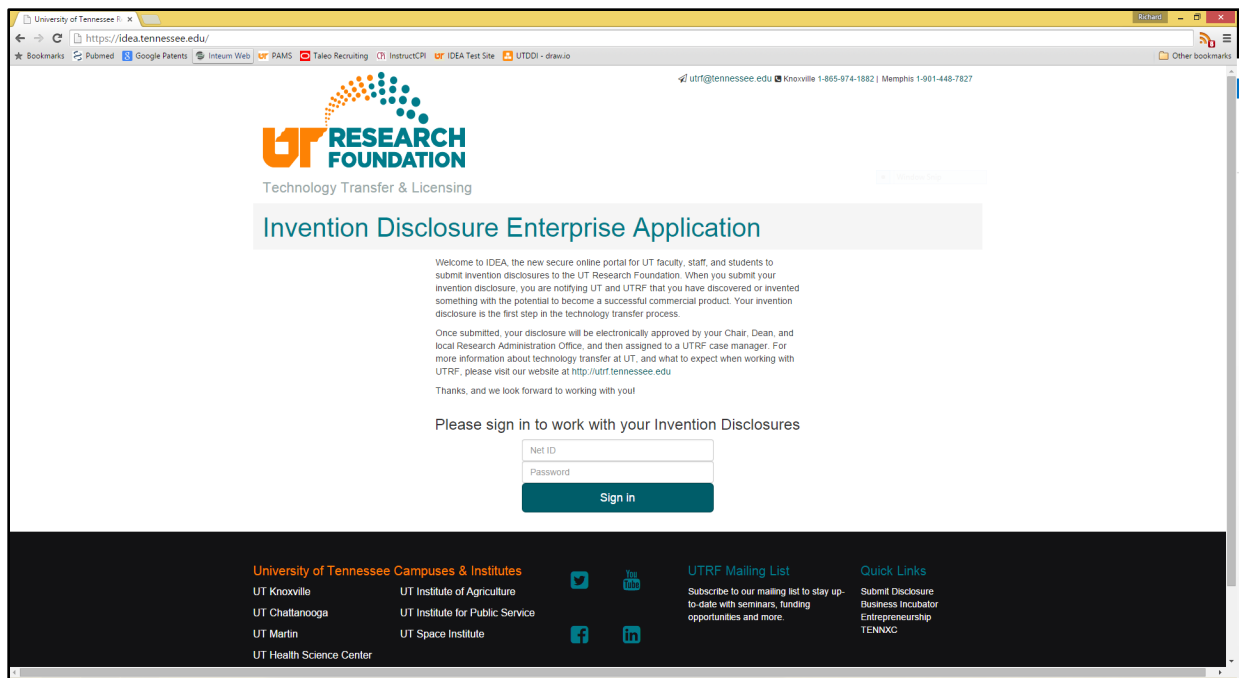 University of Tennessee R
Richard
https://idea.tennessee.edu/
Bookmarks Pubmed Google Patents Inteum Web PAMS Taleo Recruiting InstructCPI IDEA Test Site UTDDI - draw.io Other bookmarks
utrf@tennessee.edu Knoxville 1-865-974-1882 | Memphis 1-901-448-7827
UT RESEARCH
FOUNDATION
Technology Transfer & Licensing
Invention Disclosure Enterprise Application
Welcome to IDEA, the new secure online portal for UT faculty, staff, and students to
submit invention disclosures to the UT Research Foundation. When you submit your
invention disclosure, you are notifying UT and UTRF that you have discovered or invented
something with the potential to become a successful commercial product. Your invention
disclosure is the first step in the technology transfer process.
Once submitted, your disclosure will be electronically approved by your Chair, Dean, and
local Research Administration Office, and then assigned to a UTRF case manager. For
more information about technology transfer at UT, and what to expect when working with
UTRF, please visit our website at http://utrf.tennessee.edu
Thanks, and we look forward to working with you!
Please sign in to work with your Invention Disclosures
Net ID
Password
Sign in
University of Tennessee Campuses & Institutes
UT Knoxville UT Institute of Agriculture
UT Chattanooga UT Institute for Public Service
UT Martin UT Space Institute
UT Health Science Center
You
Tube
in
UTRF Mailing List
Subscribe to our mailing list to stay up-
to-date with seminars, funding
opportunities and more.
Quick Links
Submit Disclosure
Business Incubator
Entrepreneurship
TENNXC